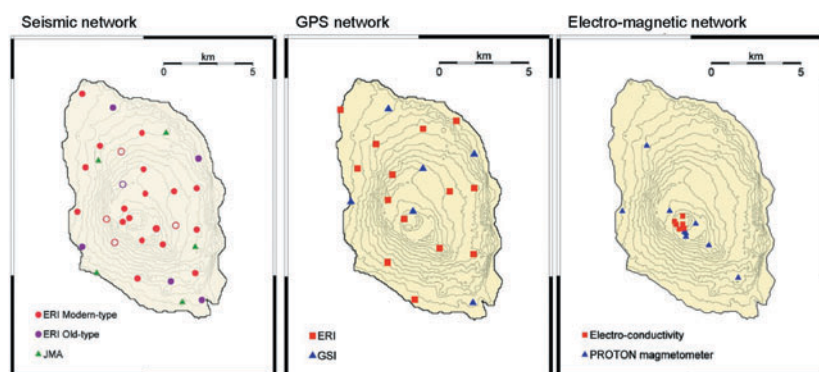 Seismic network
GPS network
Electro-magnetic network
km
0 5
km
0 5
km
0 5
ERI Modern-type
ERI Old-type
JMA
ERI
GSI
Electro-conductivity
PROTON magmetometer